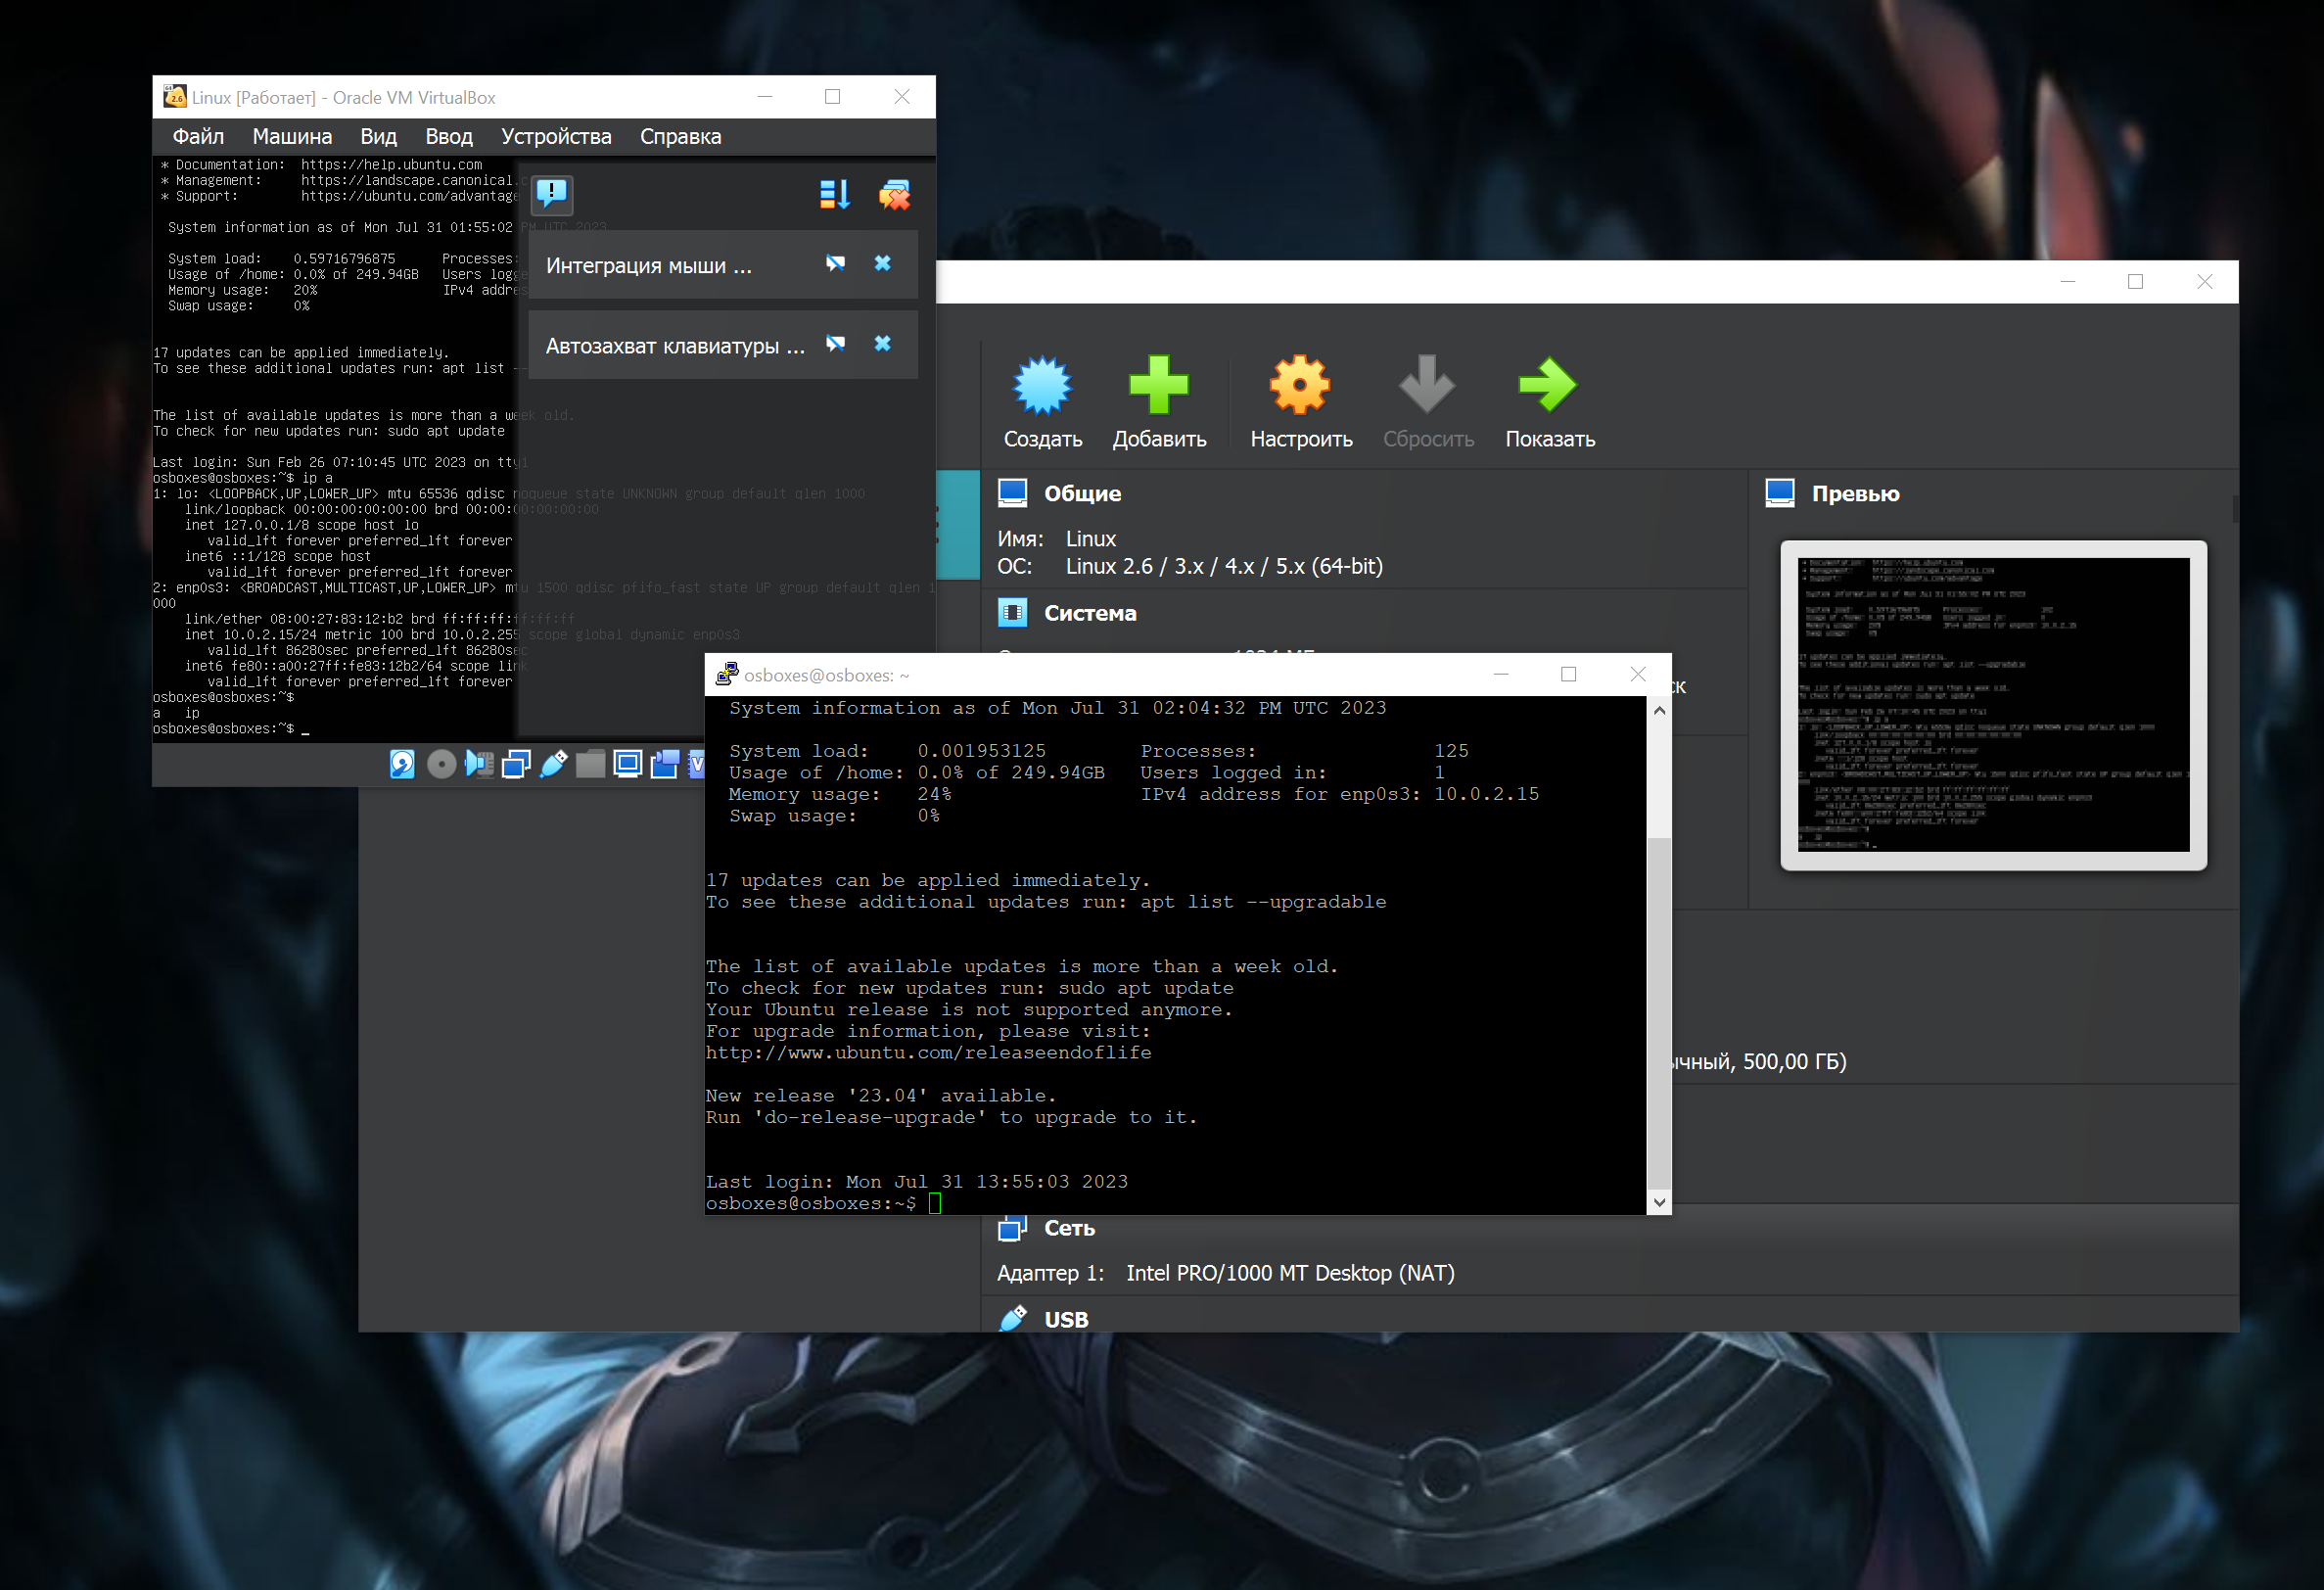 Linux [Работает] - Oracle VM VirtualBox
Файл Машина Вид Ввод Устройства Справка
* Documentation: https://help.ubuntu.com
* Management: https://landscape.canonical.c
* Support: https://ubuntu.com/advantage
System information as of Mon Jul 31 01:55:02 PM UTC 2023
System load: 0.59716796875 Processes:
Usage of /home: 0.0% of 249.94GB Users logge
Memory usage: 20% IPv4 addres
Swap usage: 0%
17 updates can be applied immediately.
To see these additional updates run: apt list --
The list of available updates is more than a week old.
To check for new updates run: sudo apt update
Last login: Sun Feb 26 07:10:45 UTC 2023 on tty1
osboxes@osboxes:~$ ip a
1: lo: <LOOPBACK,UP,LOWER_UP> mtu 65536 qdisc noqueue state UNKNOWN group default qlen 1000
link/loopback 00:00:00:00:00:00 brd 00:00:00:00:00:00
inet 127.0.0.1/8 scope host lo
valid_lft forever preferred_lft forever
inet6 ::1/128 scope host
valid_lft forever preferred_lft forever
2: enp0s3: <BROADCAST,MULTICAST,UP,LOWER_UP> mtu 1500 qdisc pfifo_fast state UP group default qlen 1
000
link/ether 08:00:27:83:12:b2 brd ff:ff:ff:ff:ff:ff
inet 10.0.2.15/24 metric 100 brd 10.0.2.255 scope global dynamic enp0s3
valid_lft 86280sec preferred_lft 86280sec
inet6 fe80::a00:27ff:fe83:12b2/64 scope link
valid_lft forever preferred_lft forever
osboxes@osboxes:~$
a ip
osboxes@osboxes:~$ _
Интеграция мыши ...
Автозахват клавиатуры ...
Создать Добавить Настроить Сбросить Показать
Общие
Имя: Linux
ОС: Linux 2.6 / 3.x / 4.x / 5.x (64-bit)
Система
ск
Превью
osboxes@osboxes: ~
System information as of Mon Jul 31 02:04:32 PM UTC 2023
System load: 0.001953125 Processes: 125
Usage of /home: 0.0% of 249.94GB Users logged in: 1
Memory usage: 24% IPv4 address for enp0s3: 10.0.2.15
Swap usage: 0%
17 updates can be applied immediately.
To see these additional updates run: apt list --upgradable
The list of available updates is more than a week old.
To check for new updates run: sudo apt update
Your Ubuntu release is not supported anymore.
For upgrade information, please visit:
http://www.ubuntu.com/releaseendoflife
New release '23.04' available.
Run 'do-release-upgrade' to upgrade to it.
Last login: Mon Jul 31 13:55:03 2023
osboxes@osboxes:~$
ычный, 500,00 ГБ)
Сеть
Адаптер 1: Intel PRO/1000 MT Desktop (NAT)
USB